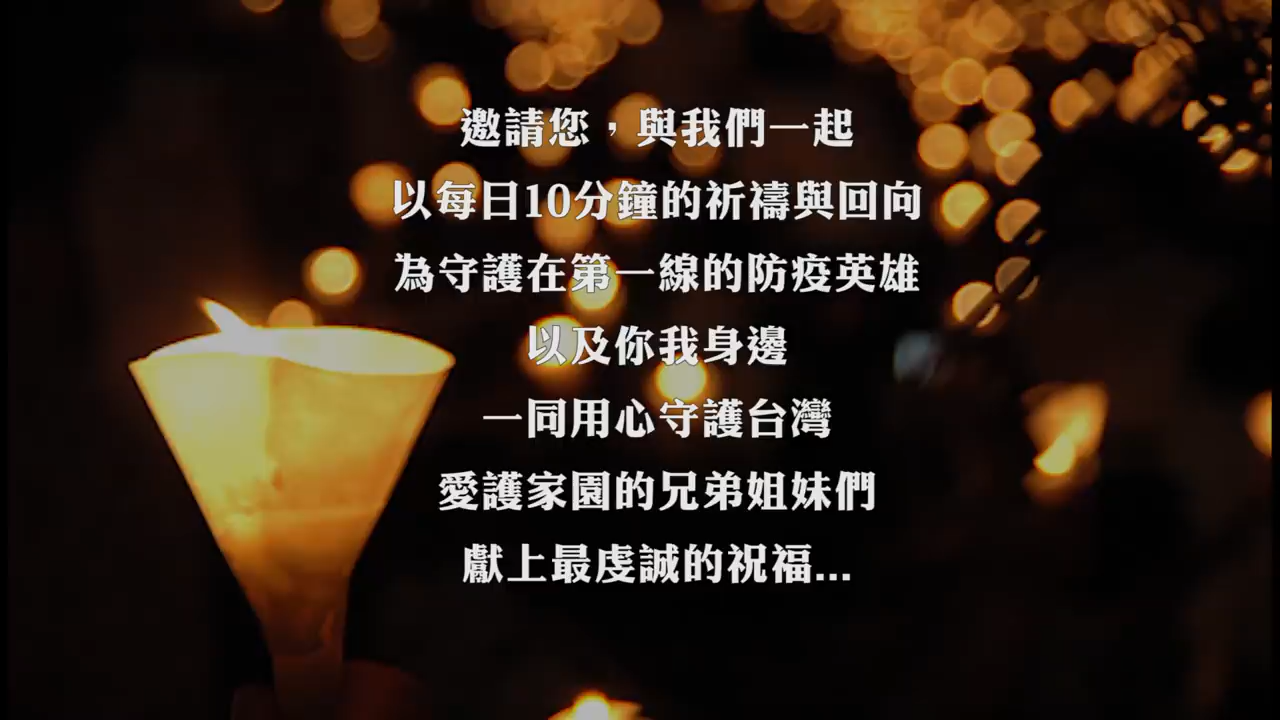 邀請您，與我們一起
以每日10分鐘的祈禱與回向
為守護在第一線的防疫英雄
以及你我身邊
一同用心守護台灣
愛護家園的兄弟姐妹們
獻上最虔誠的祝福...